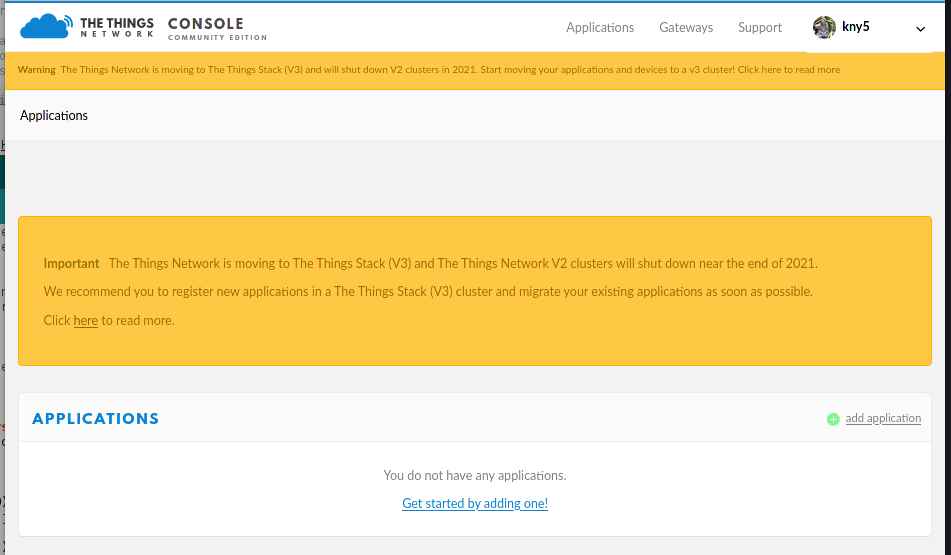 THE THINGS NETWORK CONSOLE COMMUNITY EDITION
Applications Gateways Support kny5
Warning The Things Network is moving to The Things Stack (V3) and will shut down V2 clusters in 2021. Start moving your applications and devices to a v3 cluster! Click here to read more
Applications
Important The Things Network is moving to The Things Stack (V3) and The Things Network V2 clusters will shut down near the end of 2021.
We recommend you to register new applications in a The Things Stack (V3) cluster and migrate your existing applications as soon as possible.
Click here to read more.
APPLICATIONS
add application
You do not have any applications.
Get started by adding one!